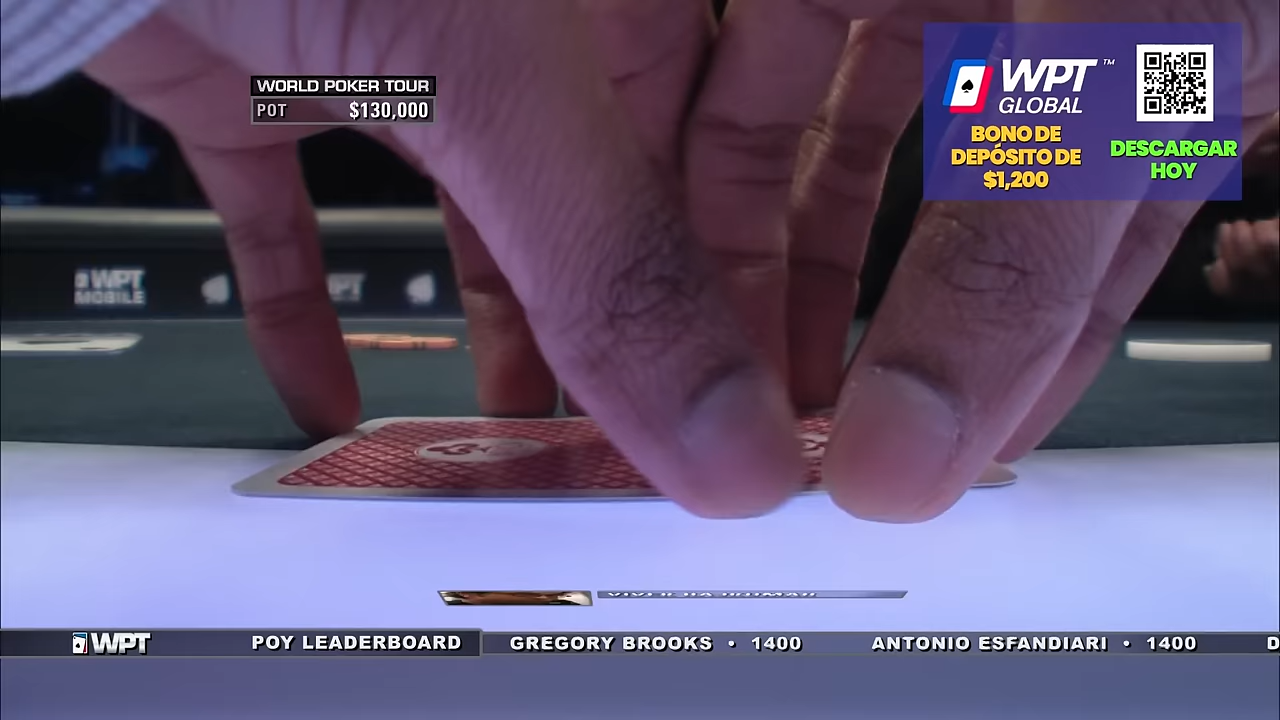 WORLD POKER TOUR
POT $130,000
WPT™
GLOBAL
BONO DE
DEPÓSITO DE
$1,200
DESCARGAR
HOY
WPT
MOBILE
WPT
WPT POY LEADERBOARD GREGORY BROOKS • 1400 ANTONIO ESFANDIARI • 1400 D